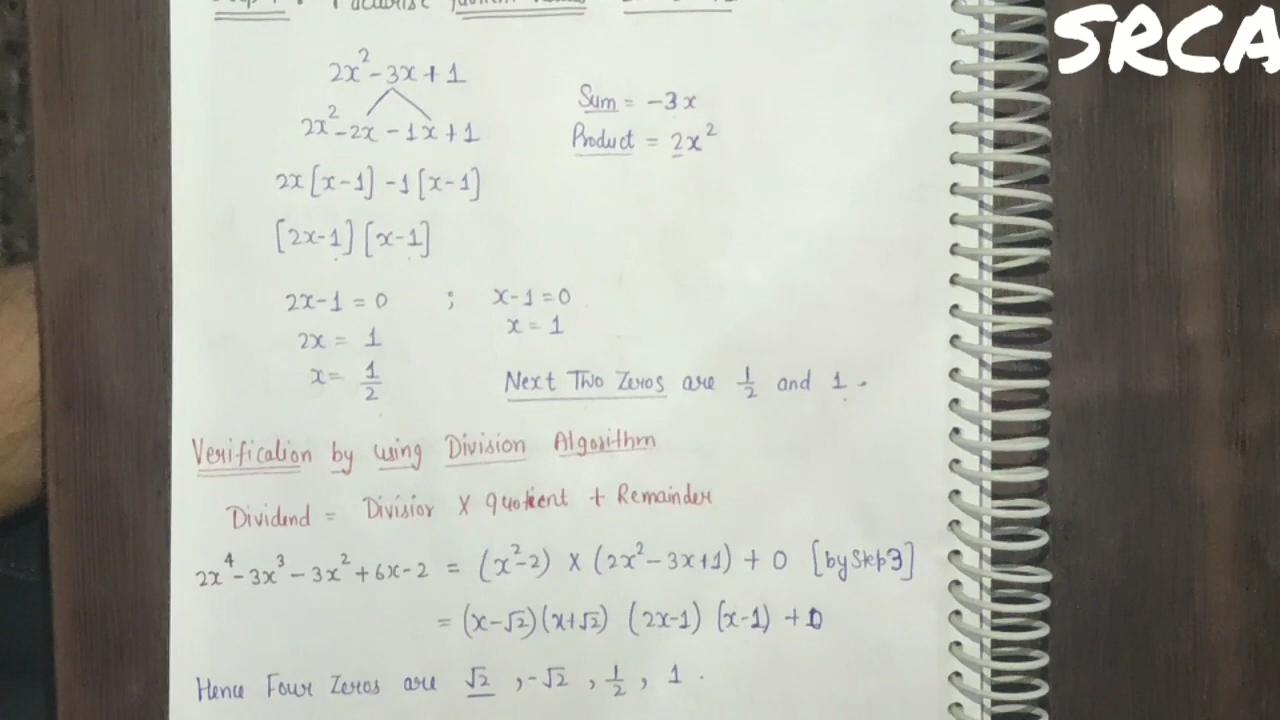 SRCA
2x² - 3x + 1
2x² - 2x - 1x + 1
Sum = -3x
Product = 2x²
2x [x-1] - 1 [x-1]
[2x-1] [x-1]
2x-1 = 0 ; x-1 = 0
2x = 1
x = 1
x = 1/2
Next Two Zeros are 1/2 and 1.
Verification by using Division Algorithm
Dividend = Divisior X quotient + Remainder
2x⁴ - 3x³ - 3x² + 6x - 2 = (x²-2) × (2x² - 3x+1) + 0 [by Step 3]
= (x-√2) (x+√2) (2x-1) (x-1) + 0
Hence Four Zeros are √2 , -√2 , 1/2 , 1 .